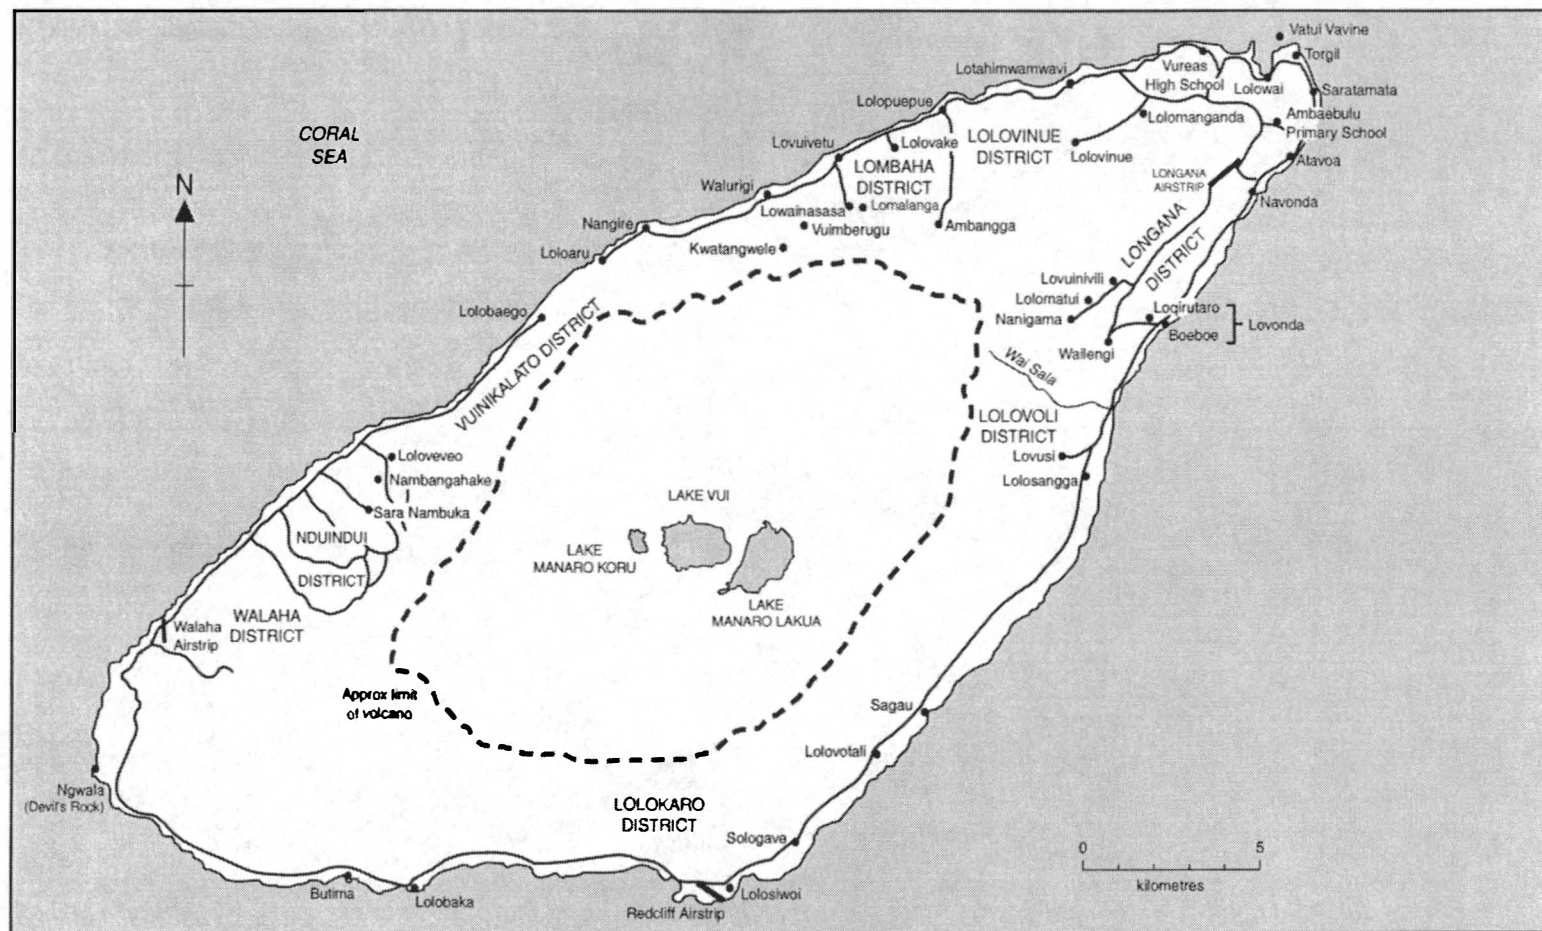 Vatul Vavine
Torgil
CORAL
SEA
Lotahimwamwavi
Vureas
High School
Lolowai
Saratamata
Lolopuepue
Lolomanganda
Ambaebulu
Primary School
Lovuivetu
Lolovake
LOLOVINUE
DISTRICT
Lolovinue
Atavoa
LOMBAHA
DISTRICT
LONGANA
AIRSTRIP
N
Walurigi
Navonda
Lowainasasa
Lomalanga
Nangire
Vuimberugu
Ambangga
LONGANA
DISTRICT
Kwatangwele
Loloaru
Lovuinivili
Lolomatui
Nanigama
Loqirutaro
Boeboe
Lovonda
Lolobaego
VUINIKALATO DISTRICT
Wailengi
Wai Sala
LOLOVOLI
DISTRICT
Loloveveo
Lovusi
Nambangahake
Lolosangga
Sara Nambuka
LAKE VUI
NDUINDUI
DISTRICT
LAKE
MANARO KORU
LAKE
MANARO LAKUA
WALAHA
DISTRICT
Walaha
Airstrip
Approx limit
of volcano
Sagau
Lolovotali
Ngwala
(Devil's Rock)
LOLOKARO
DISTRICT
Sologave
0 5
kilometres
Butima
Lolobaka
Lolosiwoi
Redcliff Airstrip